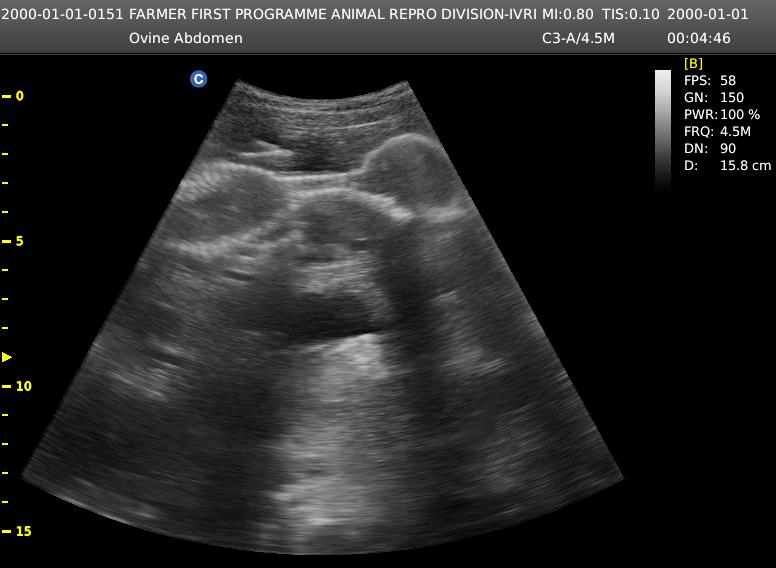 2000-01-01-0151 FARMER FIRST PROGRAMME ANIMAL REPRO DIVISION-IVRI MI:0.80 TIS:0.10 2000-01-01
Ovine Abdomen C3-A/4.5M 00:04:46
C
[B]
FPS: 58
GN: 150
PWR:100 %
FRQ: 4.5M
DN: 90
D: 15.8 cm
0
5
10
15